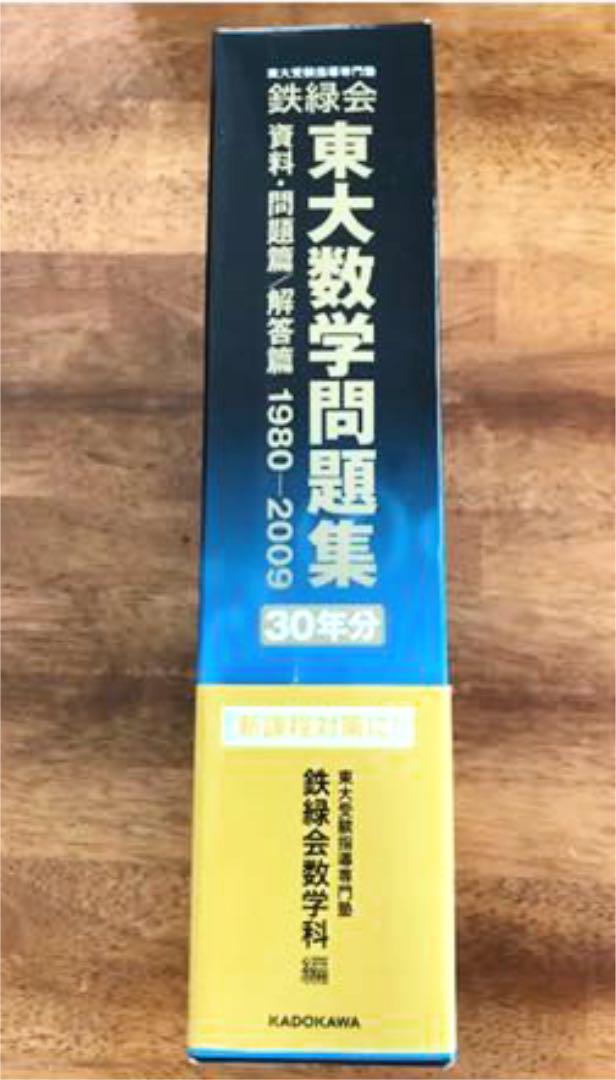 東大受験指導専門塾
鉄緑会
東大数学問題集
資料・問題篇/解答篇 1980-2009
30年分
新課程対策に!
東大受験指導専門塾
鉄緑会数学科 編
KADOKAWA